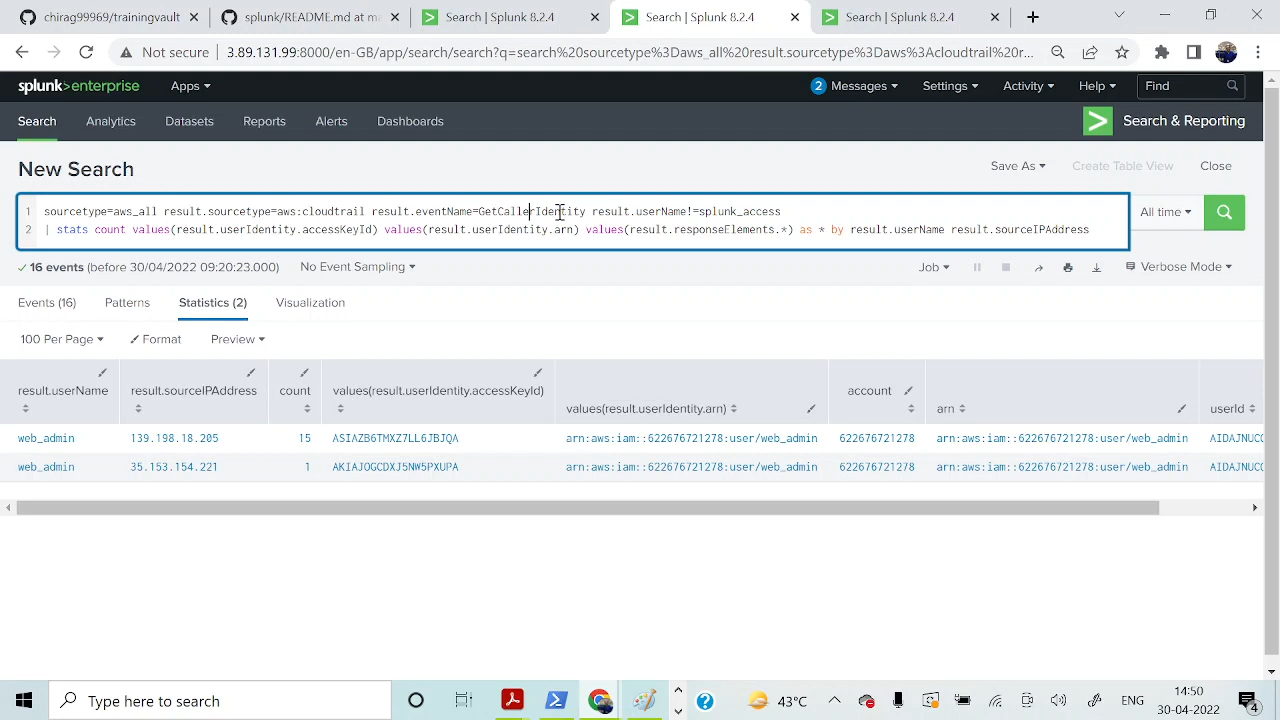 chirag99969/trainingvault
splunk/README.md at ma
Search | Splunk 8.2.4
Search | Splunk 8.2.4
Search | Splunk 8.2.4
Not secure
3.89.131.99:8000/en-GB/app/search/search?q=search%20sourcetype%3Daws_all%20result.sourcetype%3Daws%3Acloudtrail%20r...
splunk>enterprise
Apps
2 Messages
Settings
Activity
Help
Find
Search
Analytics
Datasets
Reports
Alerts
Dashboards
Search & Reporting
New Search
Save As
Create Table View
Close
1 sourcetype=aws_all result.sourcetype=aws:cloudtrail result.eventName=GetCallerIdentity result.userName!=splunk_access
2 | stats count values(result.userIdentity.accessKeyId) values(result.userIdentity.arn) values(result.responseElements.*) as * by result.userName result.sourceIPAddress
All time
16 events (before 30/04/2022 09:20:23.000)
No Event Sampling
Job
Verbose Mode
Events (16)
Patterns
Statistics (2)
Visualization
100 Per Page
Format
Preview
result.userName result.sourceIPAddress count values(result.userIdentity.accessKeyId) values(result.userIdentity.arn) account arn userId
web_admin 139.198.18.205 15 ASIAZB6TMXZ7LL6JBJQA arn:aws:iam::622676721278:user/web_admin 622676721278 arn:aws:iam::622676721278:user/web_admin AIDAJNUCO
web_admin 35.153.154.221 1 AKIAJOGCDXJ5NW5PXUPA arn:aws:iam::622676721278:user/web_admin 622676721278 arn:aws:iam::622676721278:user/web_admin AIDAJNUCO
Type here to search
43°C
ENG
14:50
30-04-2022
4